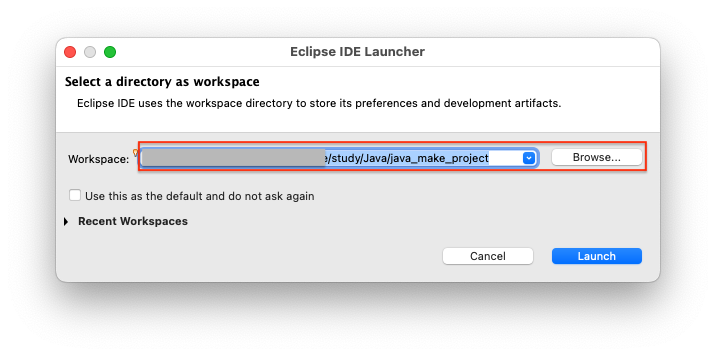 Eclipse IDE Launcher
Select a directory as workspace
Eclipse IDE uses the workspace directory to store its preferences and development artifacts.
Workspace: /study/Java/java_make_project Browse...
Use this as the default and do not ask again
Recent Workspaces
Cancel Launch